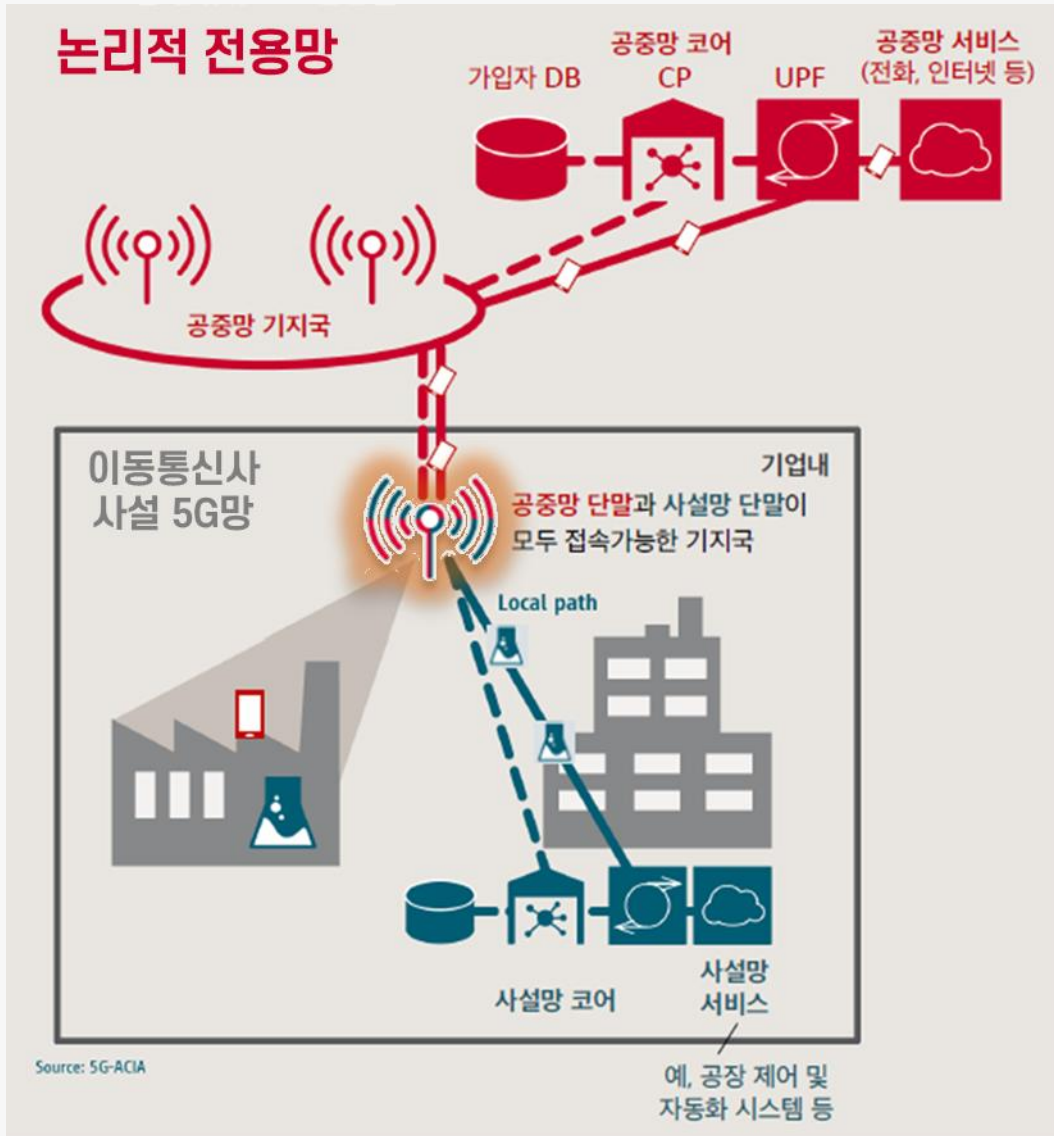 논리적 전용망
공중망 코어
가입자 DB
CP
UPF
공중망 서비스
(전화, 인터넷 등)
공중망 기지국
이동통신사
사설 5G망
기업내
공중망 단말과 사설망 단말이
모두 접속가능한 기지국
Local path
사설망 코어
사설망
서비스
Source: 5G-ACIA
예, 공장 제어 및
자동화 시스템 등